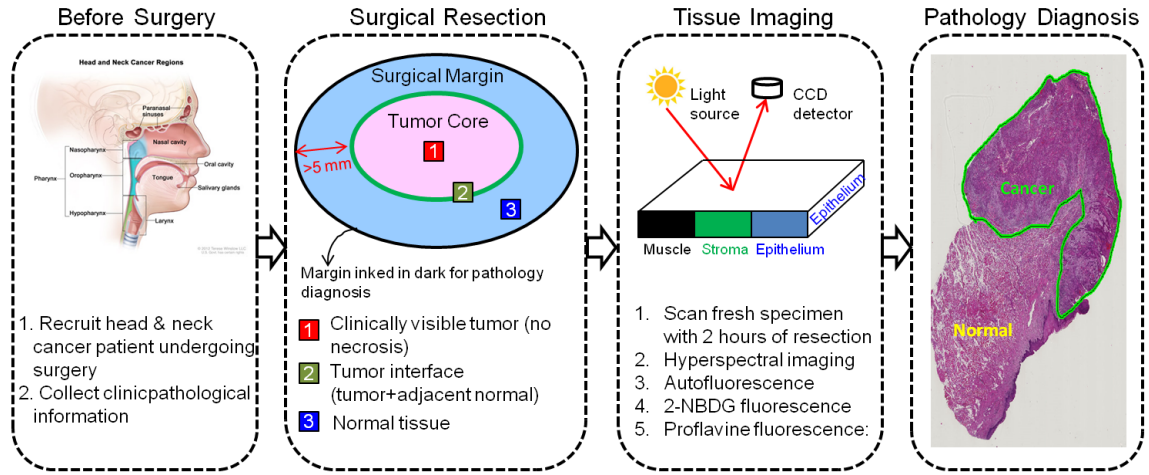 Before Surgery
Head and Neck Cancer Regions
Paranasal
sinuses
Nasal cavity
Nasopharynx
Oral cavity
Tongue
Pharynx
Oropharynx
Salivary glands
Hypopharynx
Larynx
1. Recruit head & neck
cancer patient undergoing
surgery
2. Collect clinicpathological
information
Surgical Resection
Surgical Margin
Tumor Core
1
>5 mm
2
3
Margin inked in dark for pathology
diagnosis
1 Clinically visible tumor (no
necrosis)
2 Tumor interface
(tumor+adjacent normal)
3 Normal tissue
Tissue Imaging
Light
source
CCD
detector
Epithelium
Muscle Stroma Epithelium
1. Scan fresh specimen
with 2 hours of resection
2. Hyperspectral imaging
3. Autofluorescence
4. 2-NBDG fluorescence
5. Proflavine fluorescence:
Pathology Diagnosis
Cancer
Normal